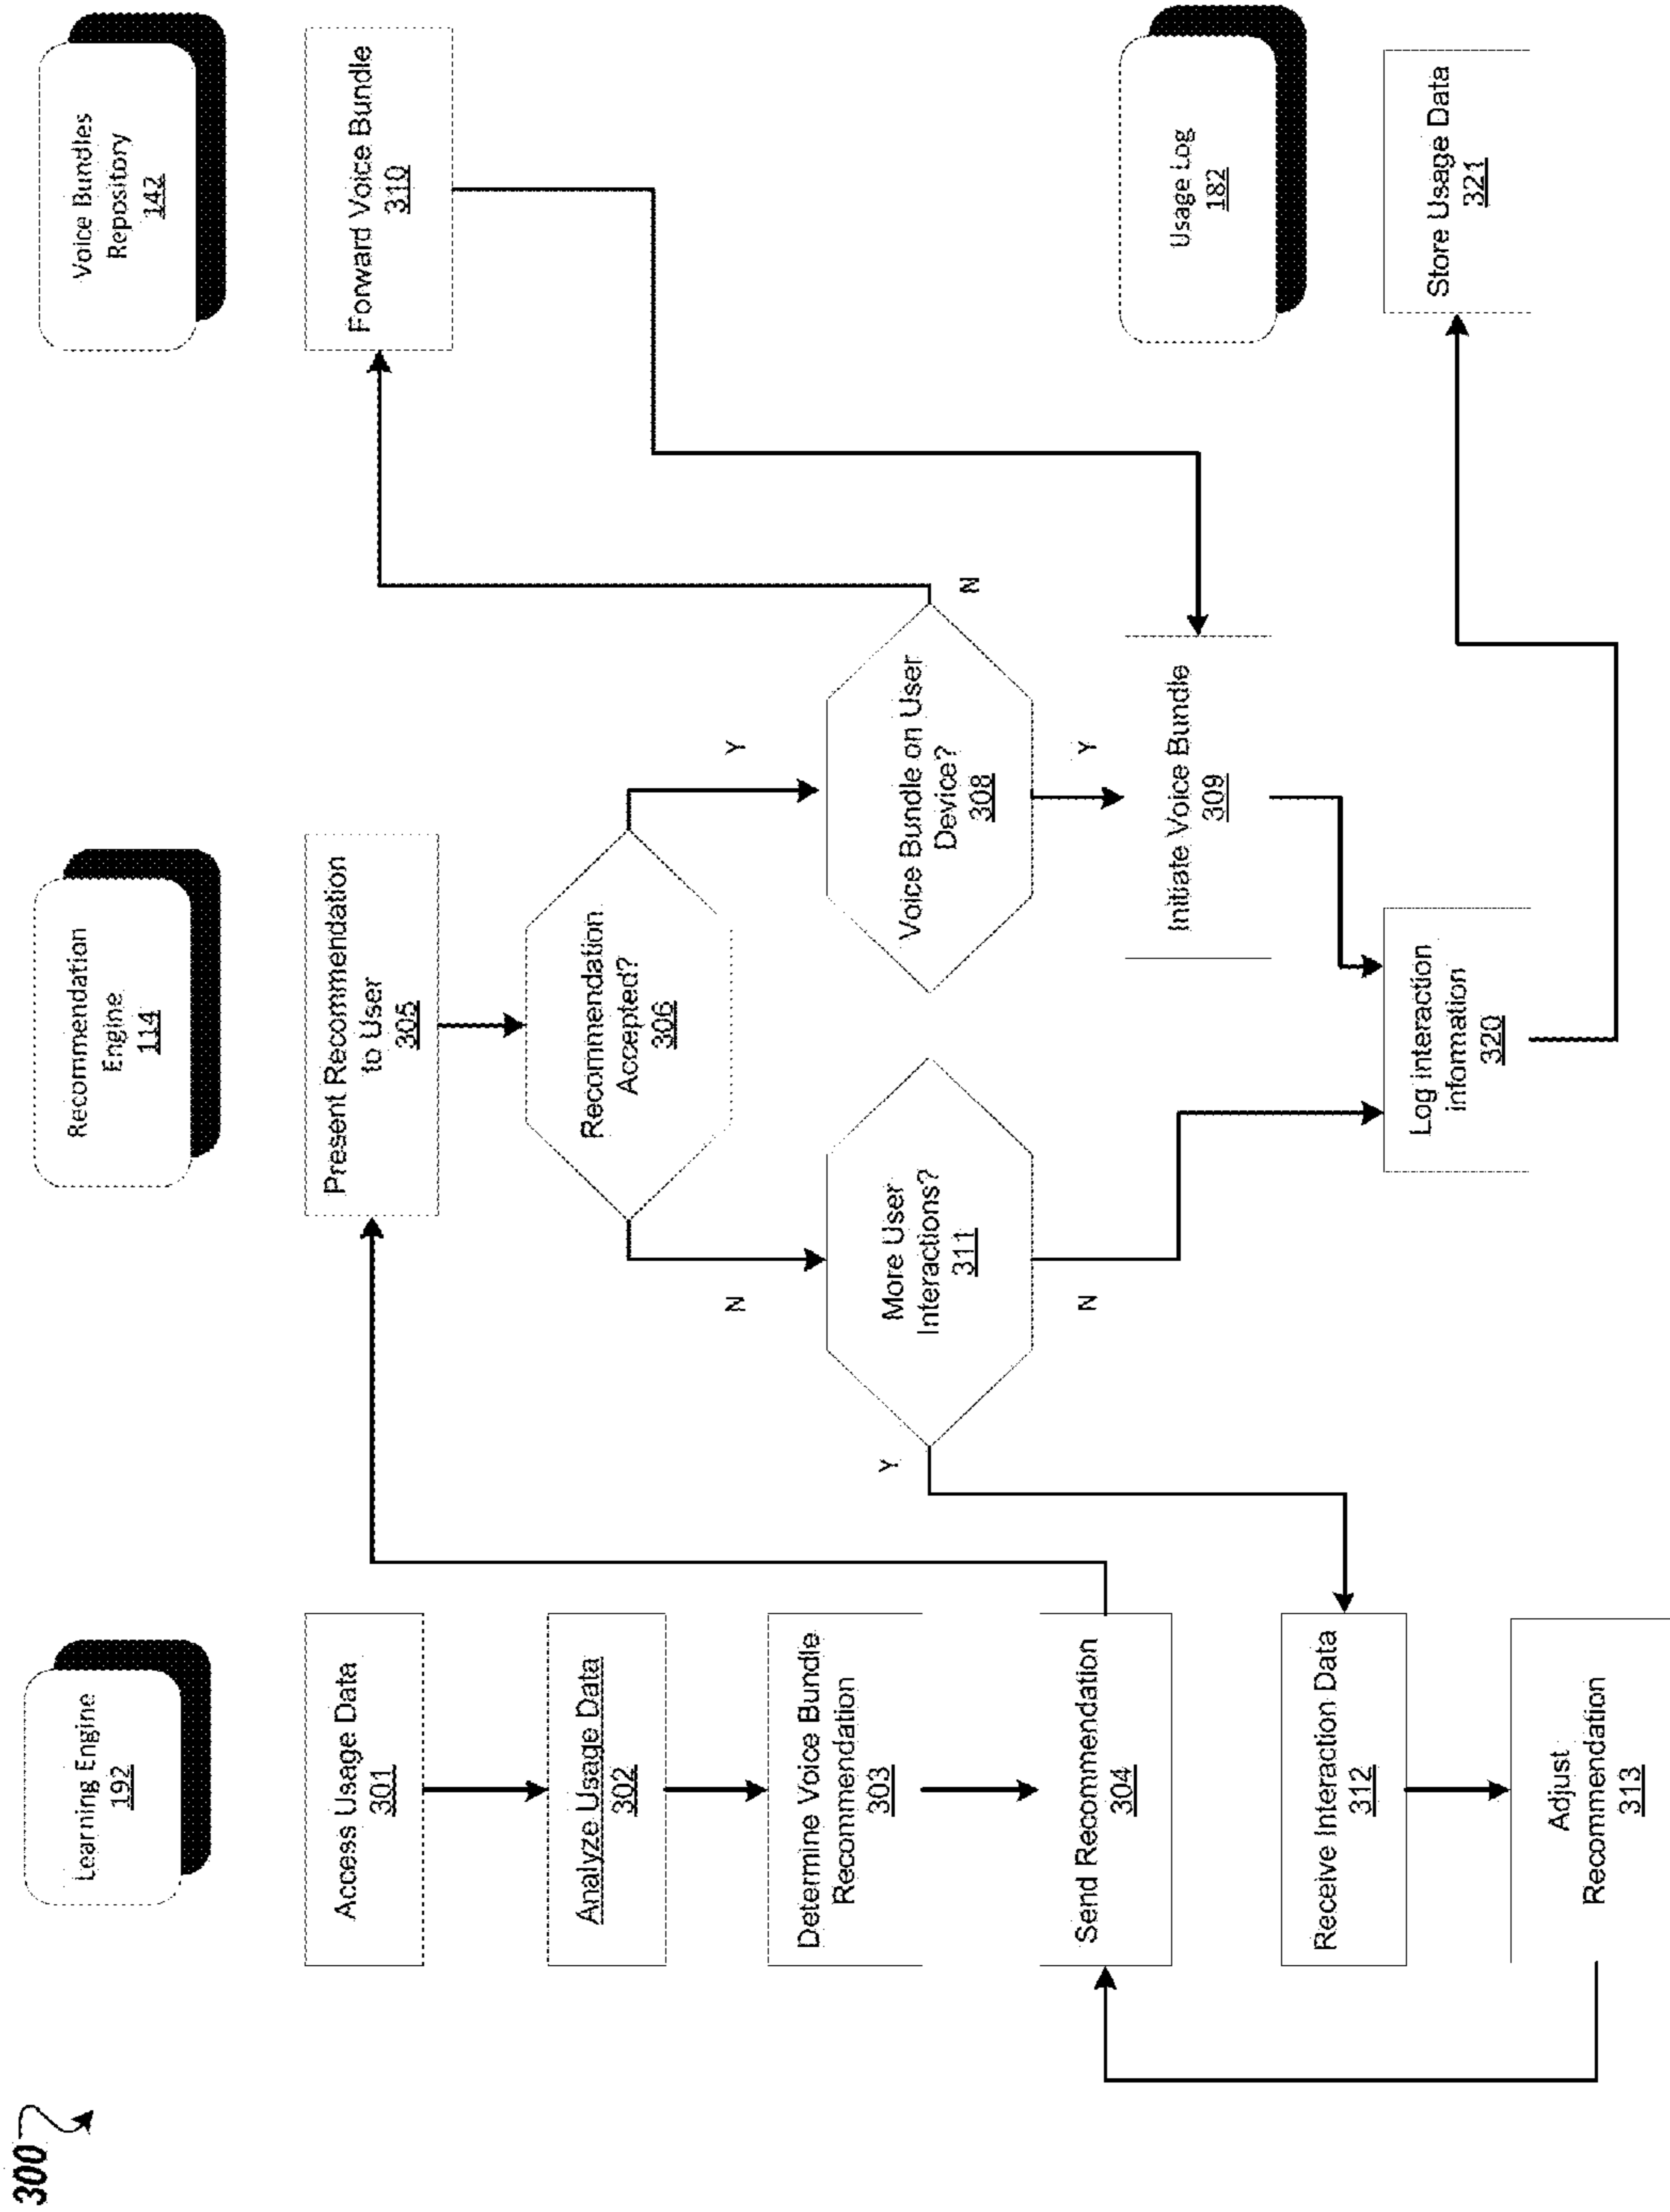 300
Learning Engine
192
Access Usage Data
301
Analyze Usage Data
302
Determine Voice Bundle
Recommendation
303
Send Recommendation
304
Receive Interaction Data
312
Adjust
Recommendation
313
Recommendation
Engine
114
Present Recommendation
to User
305
Recommendation
Accepted?
306
N
Y
More User
Interactions?
311
Y
N
Voice Bundle on User
Device?
308
N
Y
Initiate Voice Bundle
309
Log interaction
information
320
Voice Bundles
Repository
142
Forward Voice Bundle
310
Usage Log
182
Store Usage Data
321